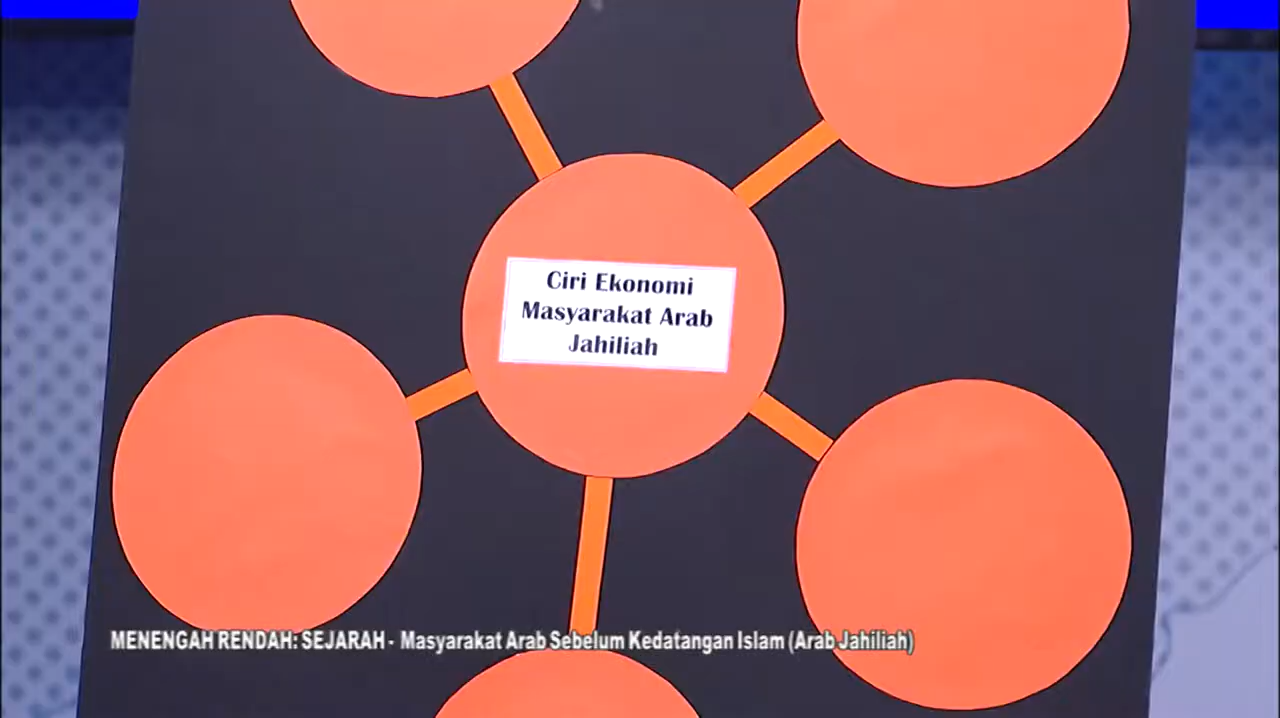 Ciri Ekonomi
Masyarakat Arab
Jahiliah
MENENGAH RENDAH: SEJARAH - Masyarakat Arab Sebelum Kedatangan Islam (Arab Jahiliah)